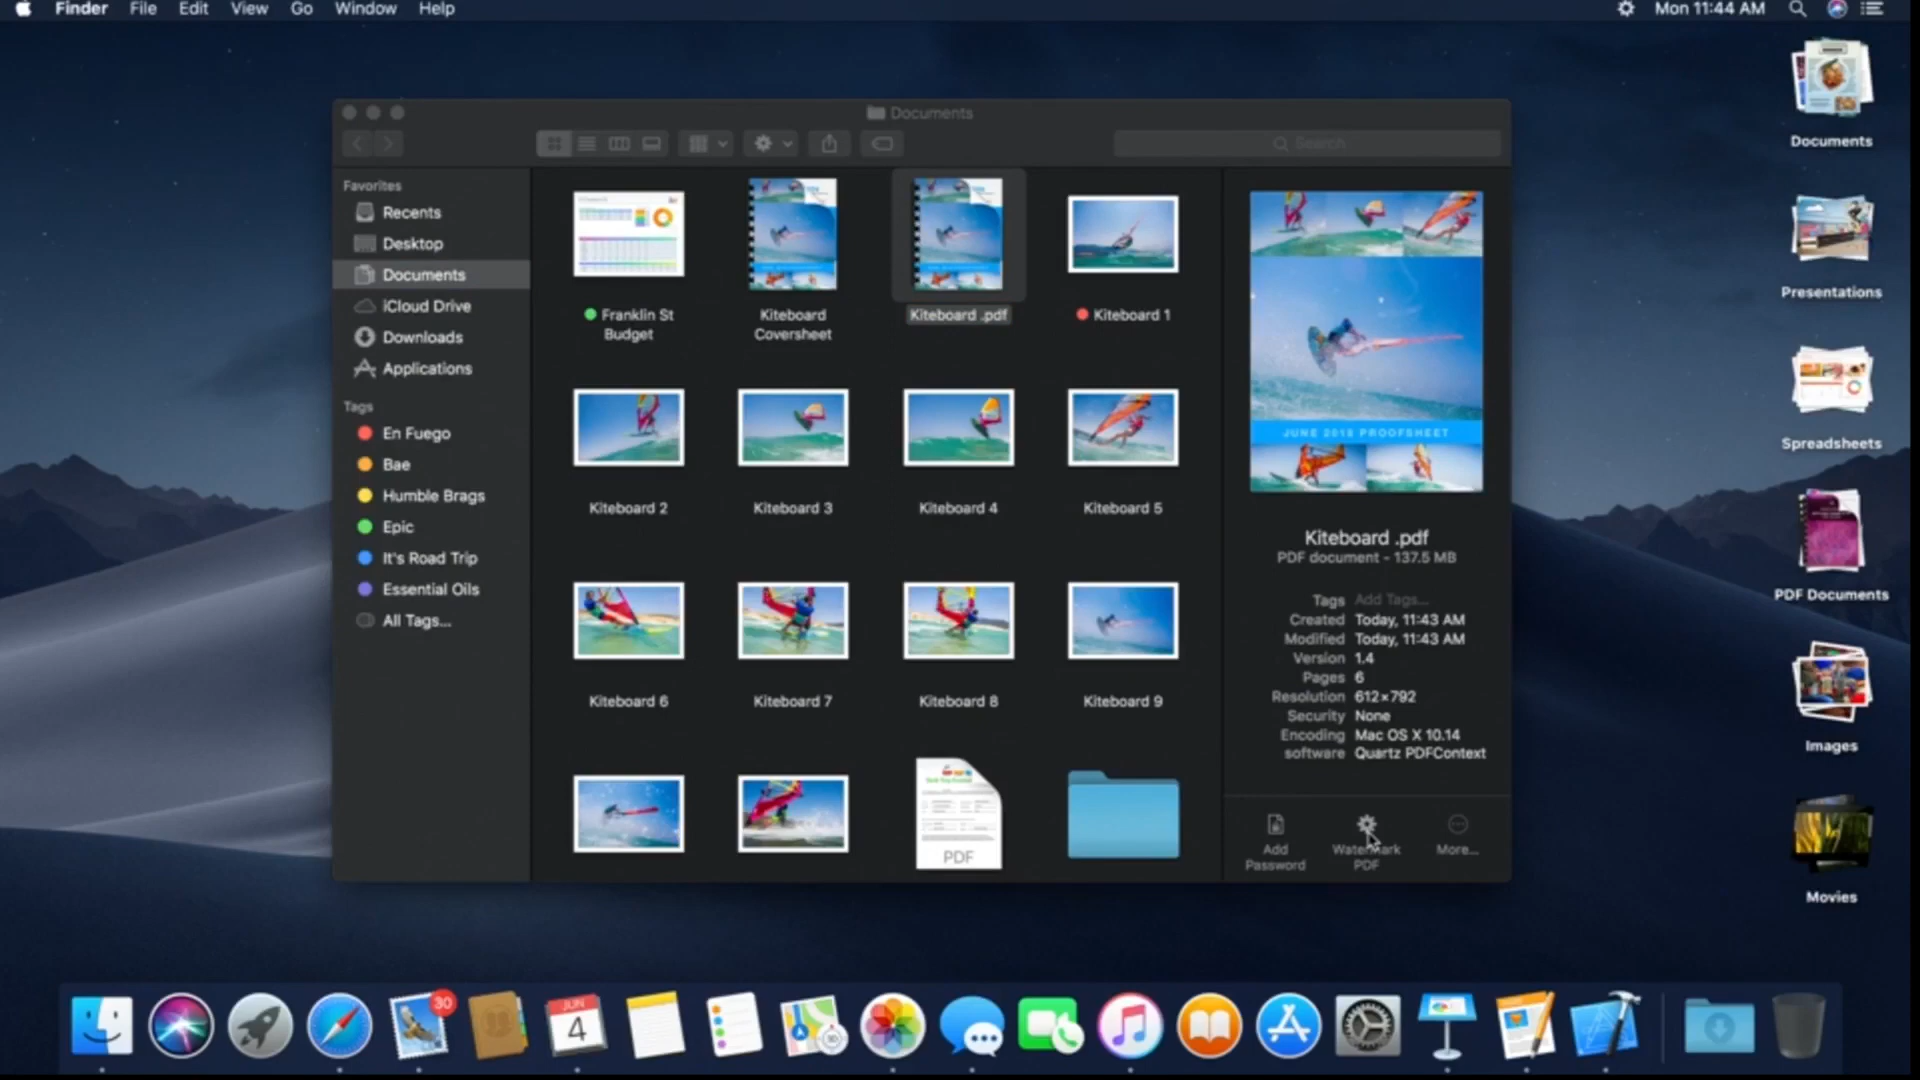 Finder File Edit View Go Window Help
Mon 11:44 AM
Documents
Search
Favorites
Recents
Desktop
Documents
iCloud Drive
Downloads
Applications
Tags
En Fuego
Bae
Humble Brags
Epic
It's Road Trip
Essential Oils
All Tags...
Franklin St
Budget
Kiteboard
Coversheet
Kiteboard .pdf
Kiteboard 1
Kiteboard 2
Kiteboard 3
Kiteboard 4
Kiteboard 5
Kiteboard 6
Kiteboard 7
Kiteboard 8
Kiteboard 9
PDF
JUNE 2018 PROOFSHEET
Kiteboard .pdf
PDF document - 137.5 MB
Tags Add Tags...
Created Today, 11:43 AM
Modified Today, 11:43 AM
Version 1.4
Pages 6
Resolution 612×792
Security None
Encoding software Mac OS X 10.14
Quartz PDFContext
Add
Password
Watermark
PDF
More...
Documents
Presentations
Spreadsheets
PDF Documents
Images
Movies
30
JUN
4